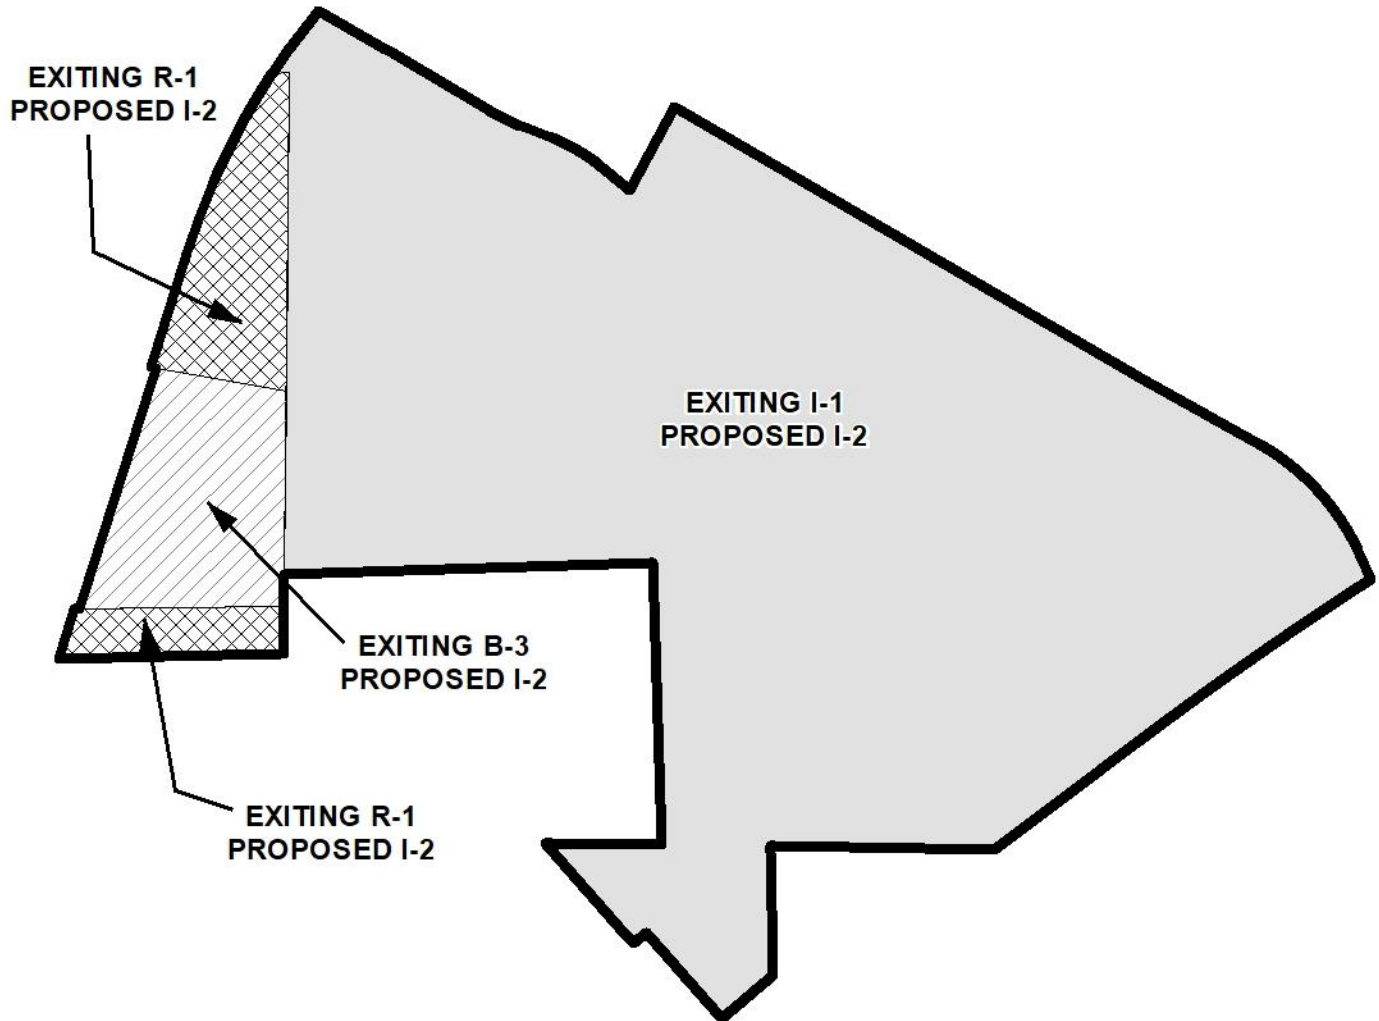 EXITING R-1
PROPOSED I-2
EXITING I-1
PROPOSED I-2
EXITING B-3
PROPOSED I-2
EXITING R-1
PROPOSED I-2